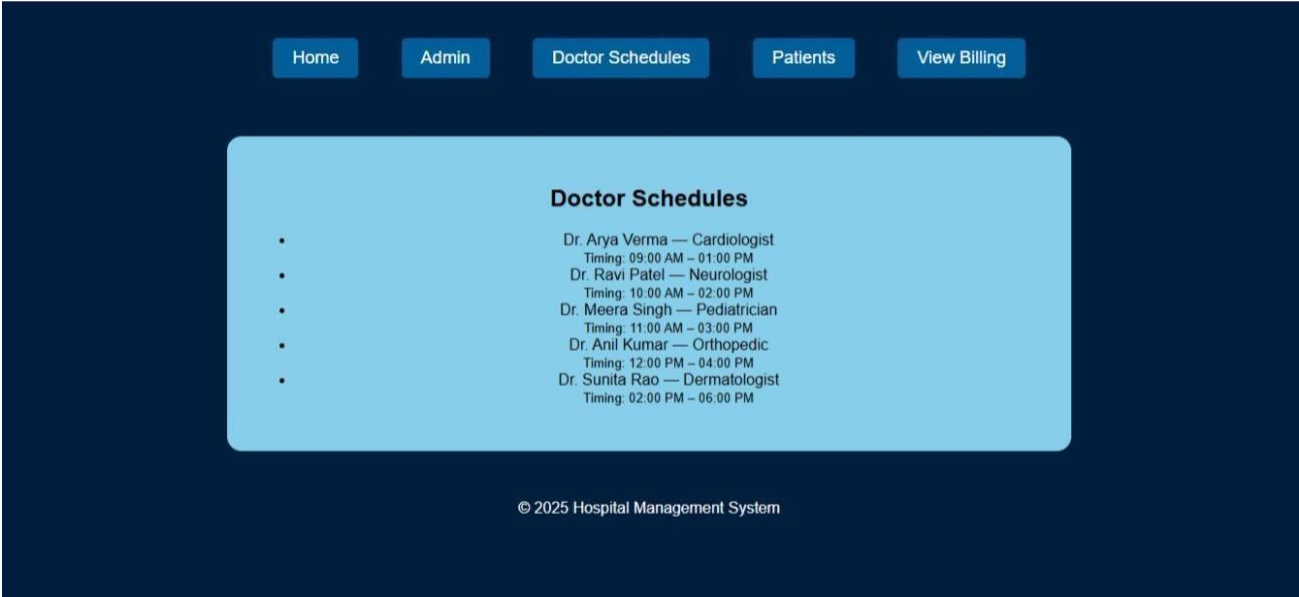 Home Admin Doctor Schedules Patients View Billing
Doctor Schedules
• Dr. Arya Verma — Cardiologist
Timing: 09:00 AM – 01:00 PM
• Dr. Ravi Patel — Neurologist
Timing: 10:00 AM – 02:00 PM
• Dr. Meera Singh — Pediatrician
Timing: 11:00 AM – 03:00 PM
• Dr. Anil Kumar — Orthopedic
Timing: 12:00 PM – 04:00 PM
• Dr. Sunita Rao — Dermatologist
Timing: 02:00 PM – 06:00 PM
© 2025 Hospital Management System